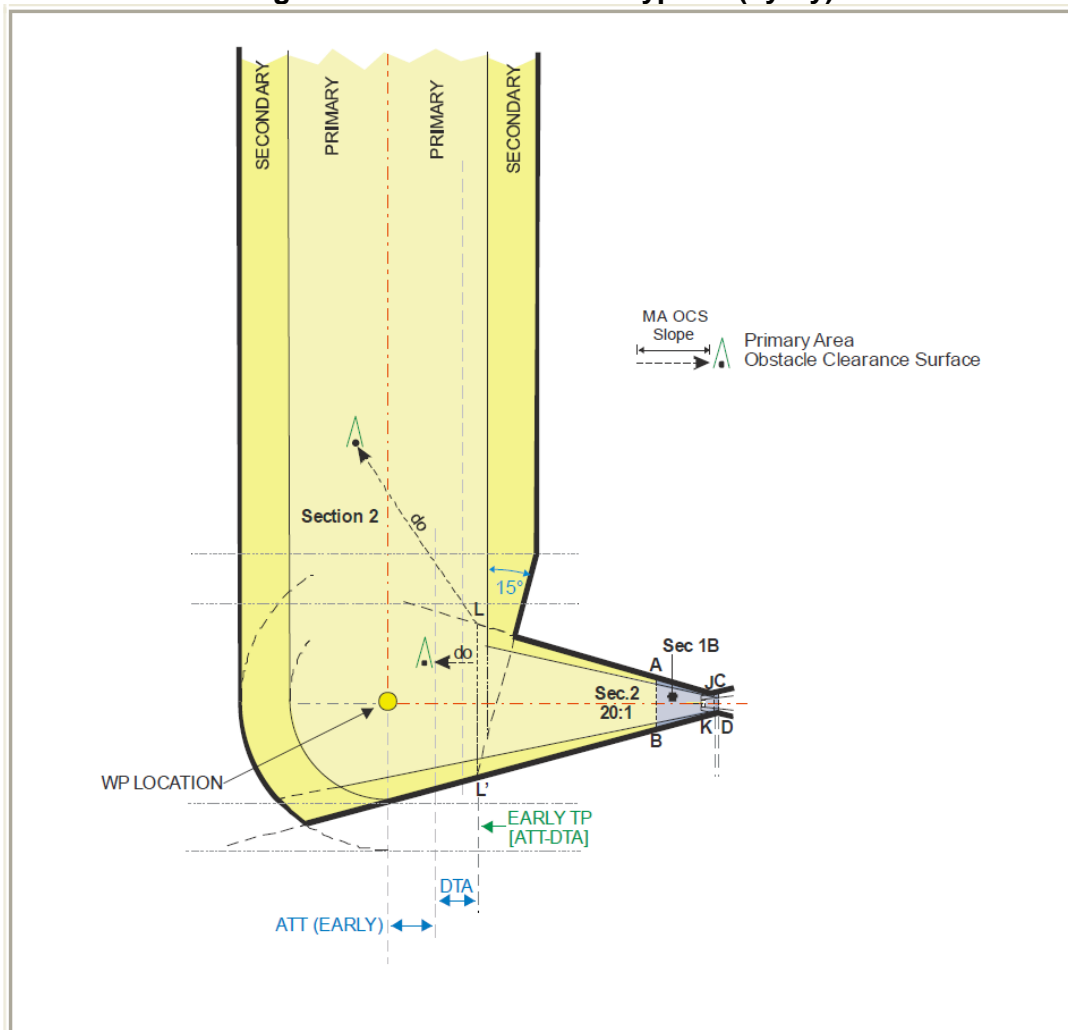 SECONDARY
PRIMARY
PRIMARY
SECONDARY
MA OCS
Slope
Primary Area
Obstacle Clearance Surface
do
Section 2
15°
L
do
A
Sec 1B
JC
Sec.2
20:1
B
K D
WP LOCATION
L'
EARLY TP
[ATT-DTA]
DTA
ATT (EARLY)